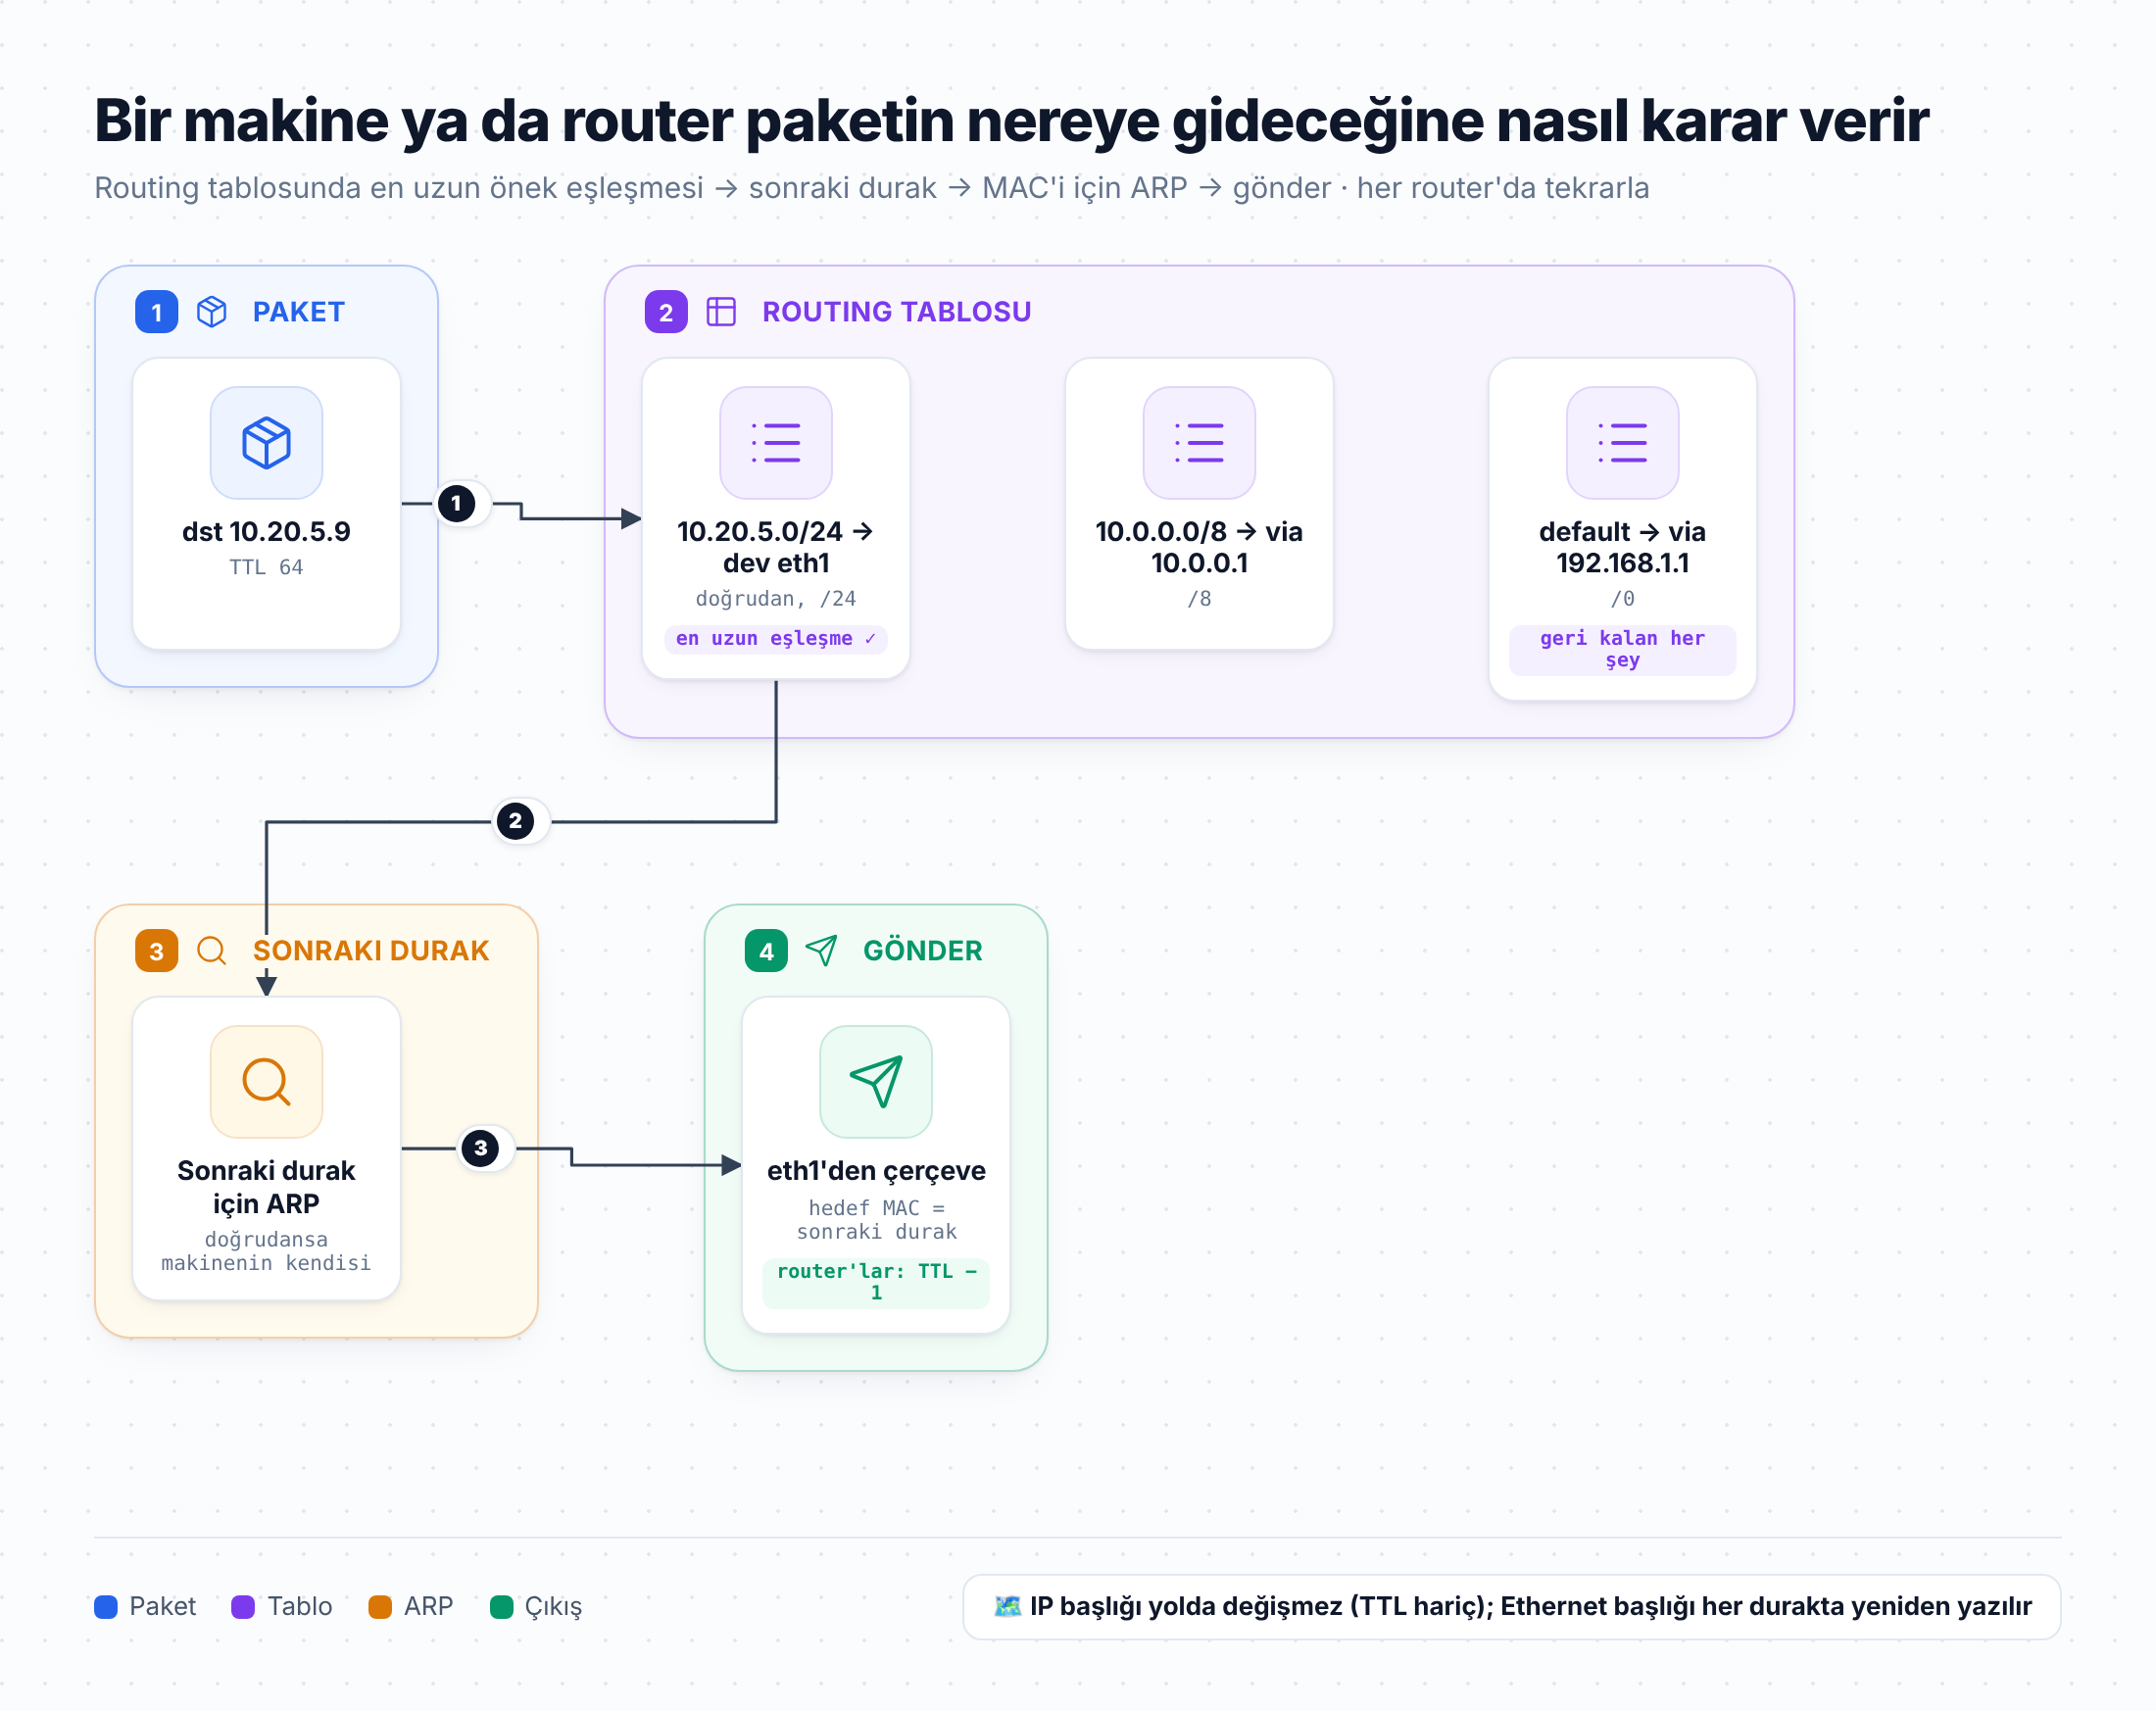 Bir makine ya da router paketin nereye gideceğine nasıl karar verir
Routing tablosunda en uzun önek eşleşmesi → sonraki durak → MAC'i için ARP → gönder · her router'da tekrarla
1 PAKET
dst 10.20.5.9
TTL 64
1
2 ROUTING TABLOSU
10.20.5.0/24 →
dev eth1
doğrudan, /24
en uzun eşleşme ✓
10.0.0.0/8 → via
10.0.0.1
/8
default → via
192.168.1.1
/0
geri kalan her
şey
2
3 SONRAKI DURAK
Sonraki durak
için ARP
doğrudansa
makinenin kendisi
3
4 GÖNDER
eth1'den çerçeve
hedef MAC =
sonraki durak
router'lar: TTL −
1
Paket
Tablo
ARP
Çıkış
🗺️ IP başlığı yolda değişmez (TTL hariç); Ethernet başlığı her durakta yeniden yazılır